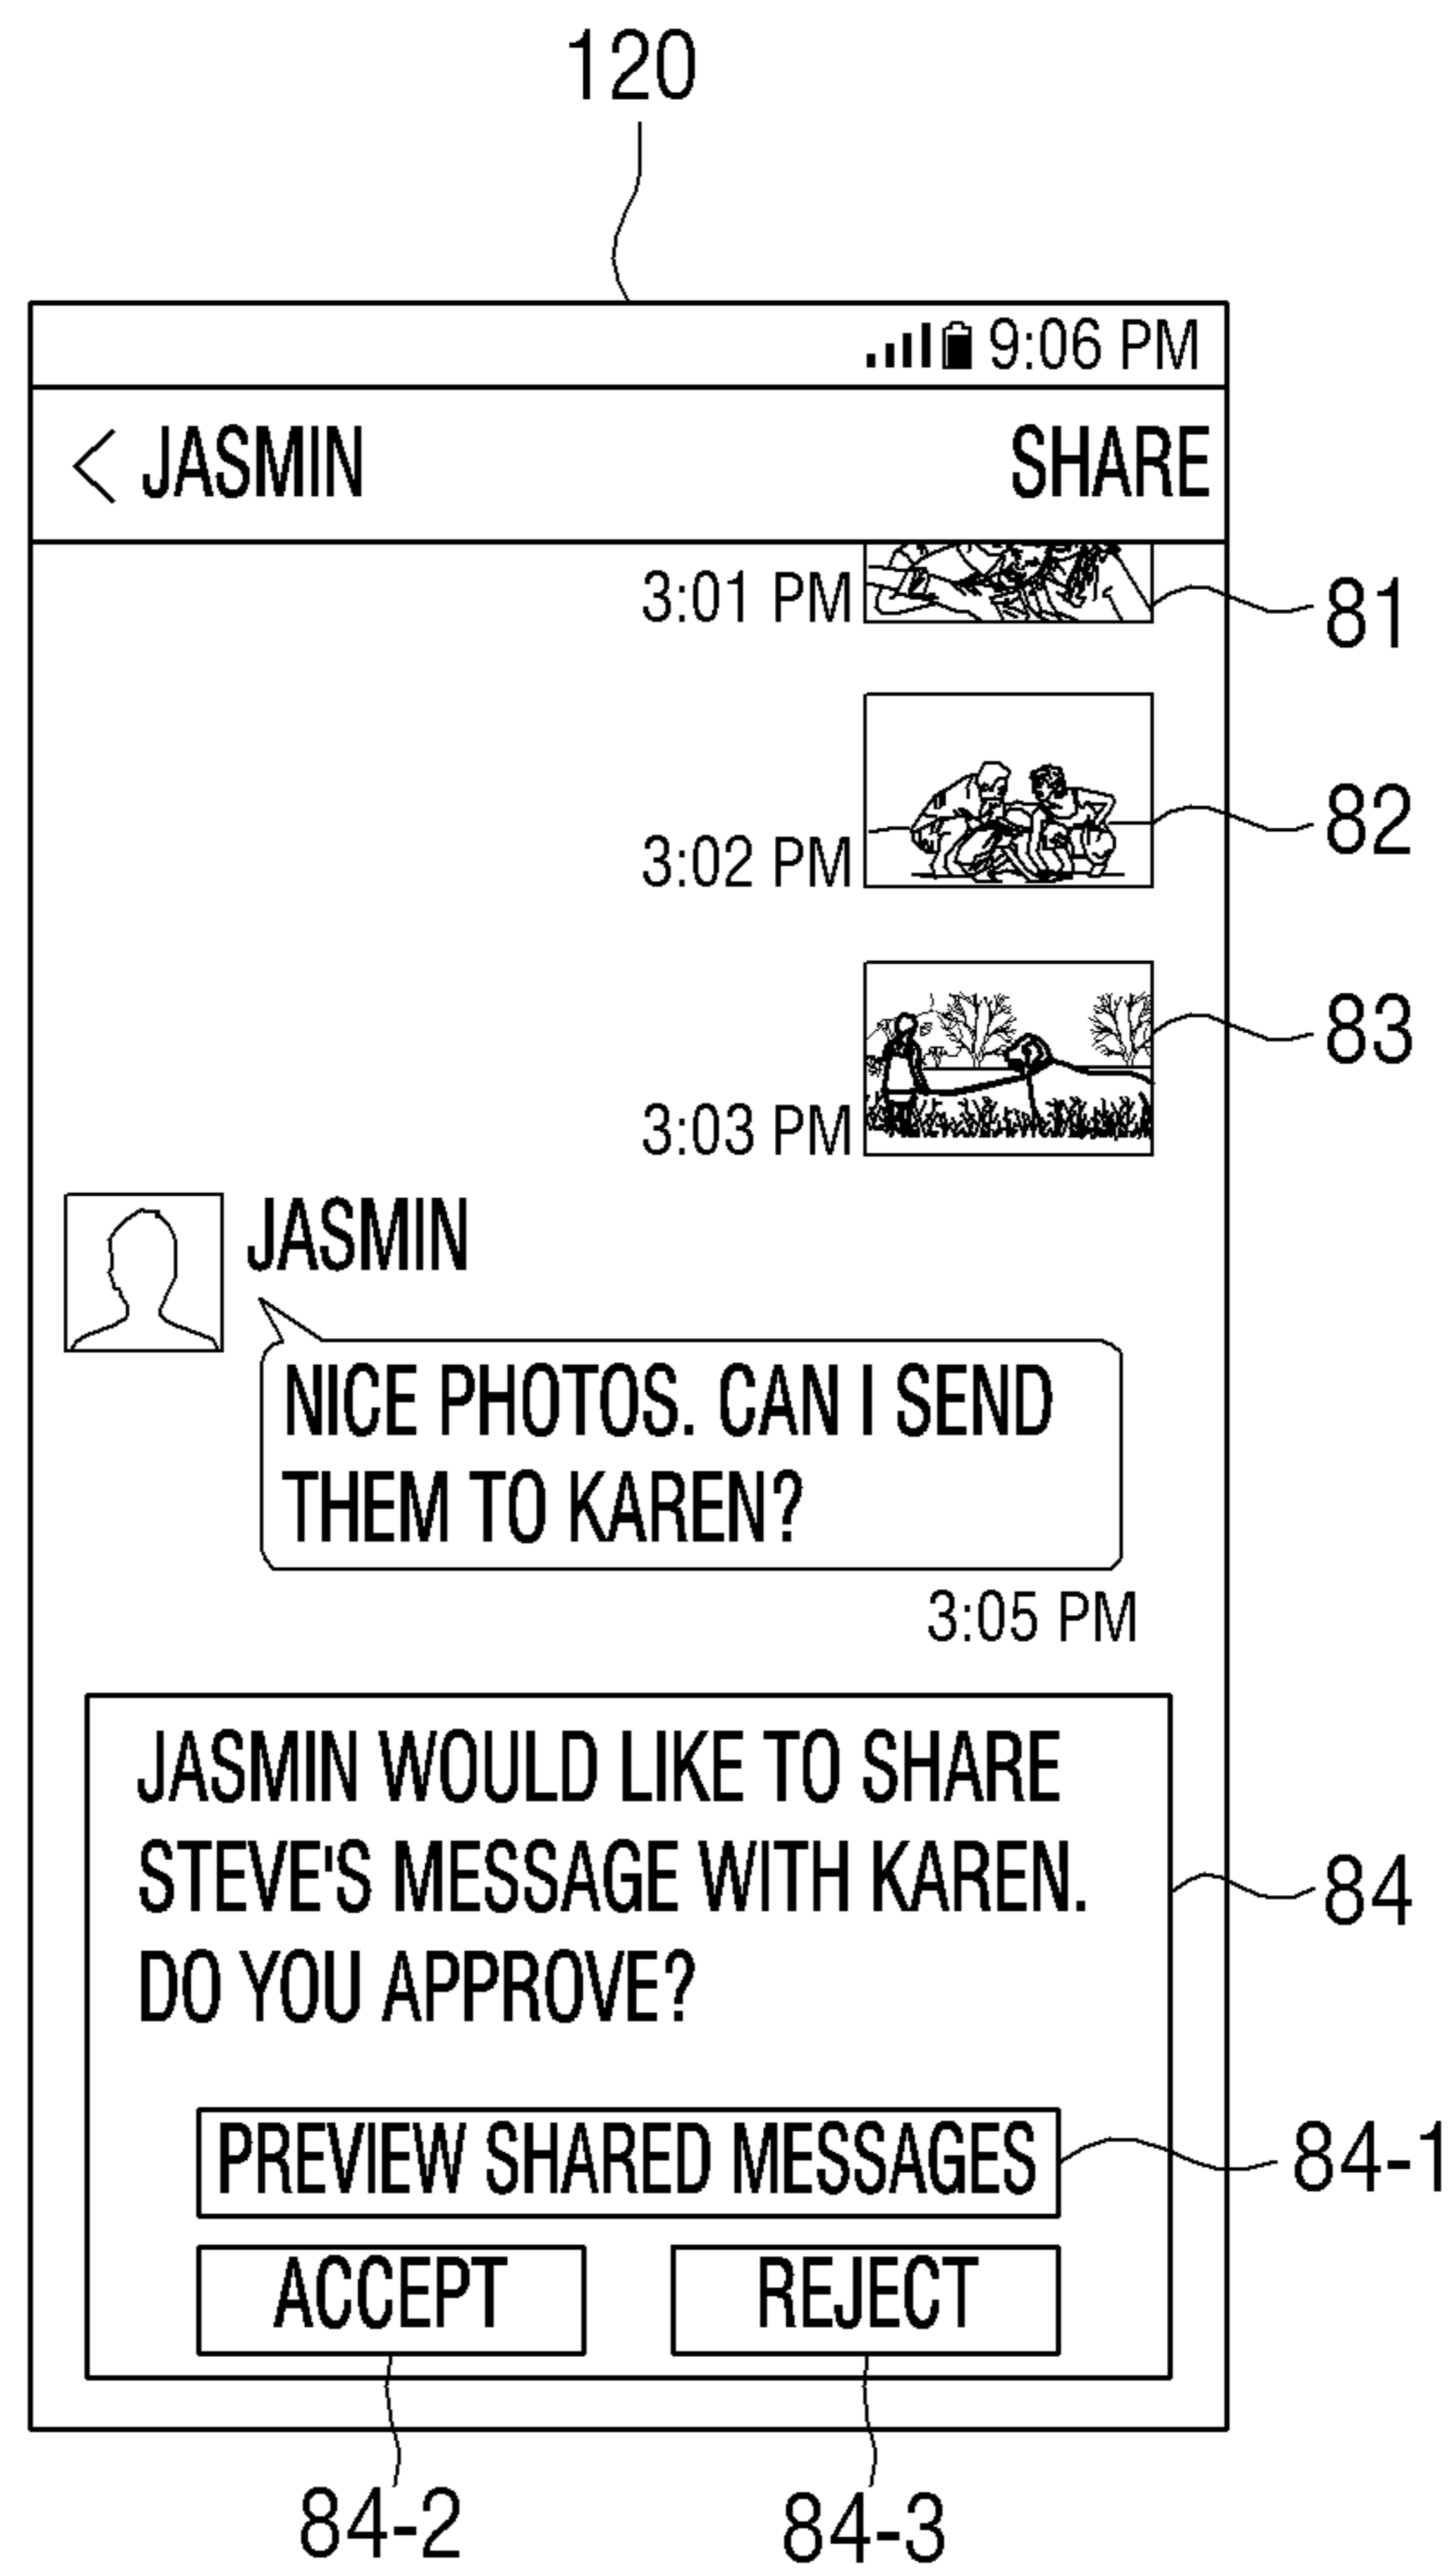 120
9:06 PM
JASMIN SHARE
3:01 PM
81
82
3:02 PM
83
3:03 PM
JASMIN
NICE PHOTOS. CAN I SEND
THEM TO KAREN?
3:05 PM
JASMIN WOULD LIKE TO SHARE
STEVE'S MESSAGE WITH KAREN.
DO YOU APPROVE?
84
PREVIEW SHARED MESSAGES
84-1
ACCEPT REJECT
84-2 84-3